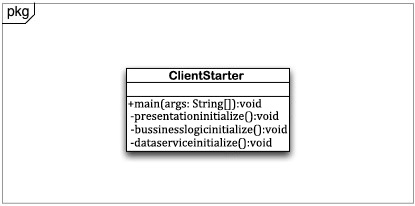 pkg
ClientStarter
+main(args: String[]):void
-presentationinitialize():void
-bussinesslogicinitialize():void
-dataserviceinitialize():void